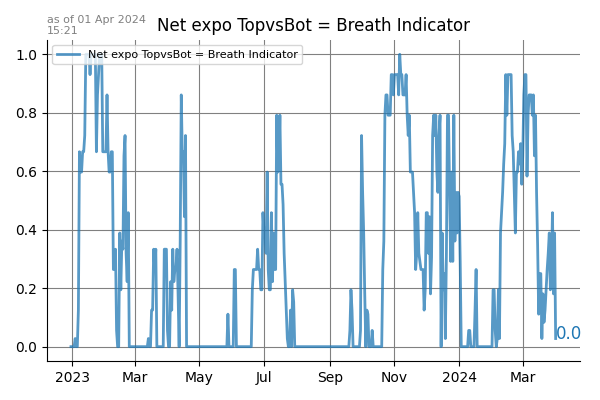 as of 01 Apr 2024
15:21
Net expo TopvsBot = Breath Indicator
Net expo TopvsBot = Breath Indicator
1.0
0.8
0.6
0.4
0.2
0.0
0.0
2023
Mar
May
Jul
Sep
Nov
2024
Mar